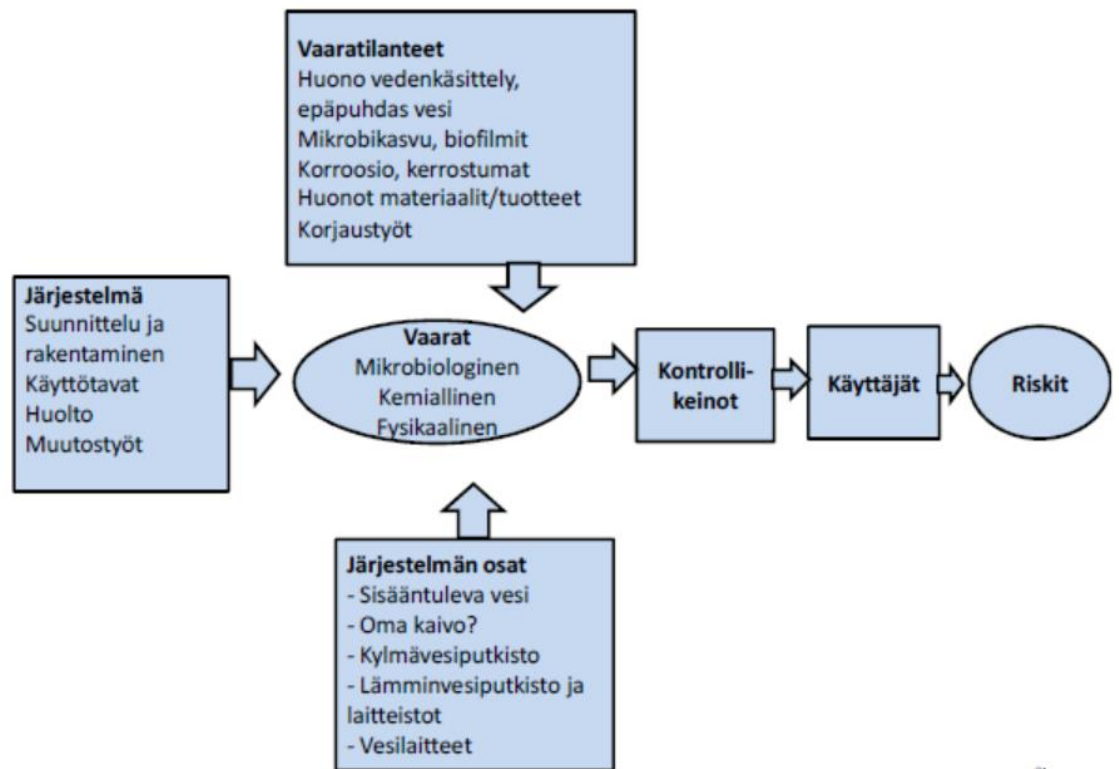 Vaaratilanteet
Huono vedenkäsittely,
epäpuhdas vesi
Mikrobikasvu, biofilmit
Korroosio, kerrostumat
Huonot materiaalit/tuotteet
Korjaustyöt
Järjestelmä
Suunnittelu ja
rakentaminen
Käyttötavat
Huolto
Muutostyöt
Vaarat
Mikrobiologinen
Kemiallinen
Fysikaalinen
Kontrolli-
keinot
Käyttäjät
Riskit
Järjestelmän osat
- Sisääntuleva vesi
- Oma kaivo?
- Kylmävesiputkisto
- Lämminvesiputkisto ja
laitteistot
- Vesilaitteet